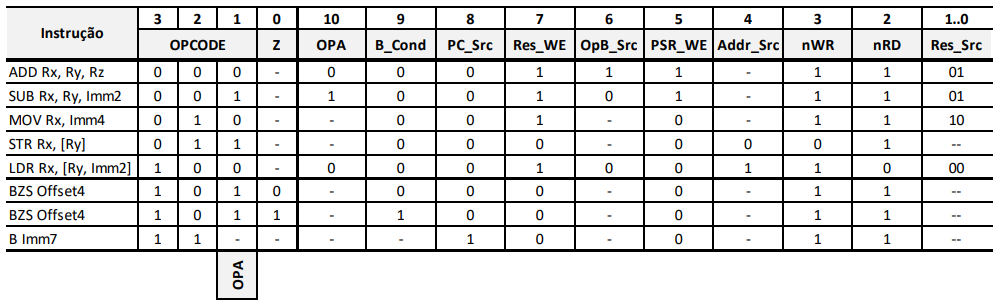 3 2 1 0 10 9 8 7 6 5 4 3 2 1..0
Instrução OPCODE Z OPA B_Cond PC_Src Res_WE OpB_Src PSR_WE Addr_Src nWR nRD Res_Src
ADD Rx, Ry, Rz 0 0 0 - 0 0 0 1 1 1 - 1 1 01
SUB Rx, Ry, Imm2 0 0 1 - 1 0 0 1 0 1 - 1 1 01
MOV Rx, Imm4 0 1 0 - - 0 0 1 - - - 1 1 10
STR Rx, [Ry] 0 1 1 - - 0 0 0 - 0 0 0 1 --
LDR Rx, [Ry, Imm2] 1 0 0 - 0 0 0 1 0 0 1 1 0 00
BZS Offset4 1 0 1 0 - 0 0 0 - 0 - 1 1 --
BZS Offset4 1 0 1 1 - 1 0 0 - 0 - 1 1 --
B Imm7 1 1 - - - - 1 0 - 0 - 1 1 --
OPA